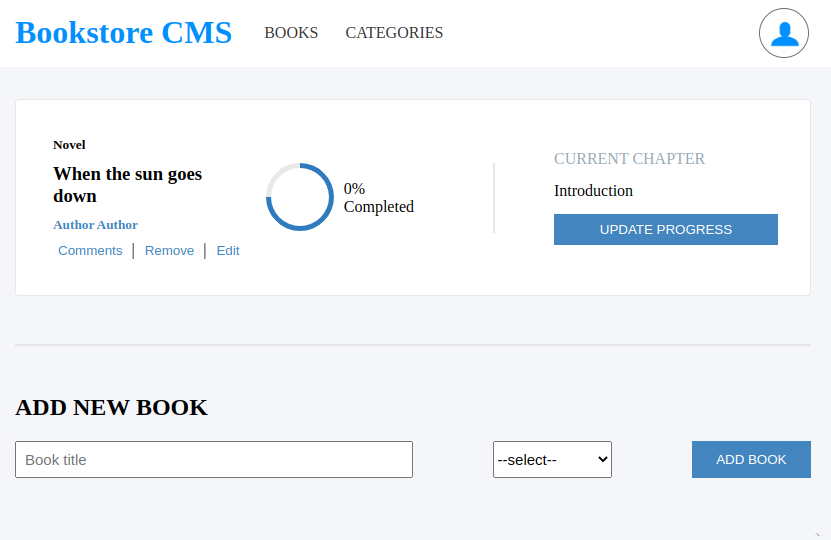 Bookstore CMS BOOKS CATEGORIES
Novel
When the sun goes
down
Author Author
Comments | Remove | Edit
0%
Completed
CURRENT CHAPTER
Introduction
UPDATE PROGRESS
ADD NEW BOOK
Book title
--select--
ADD BOOK